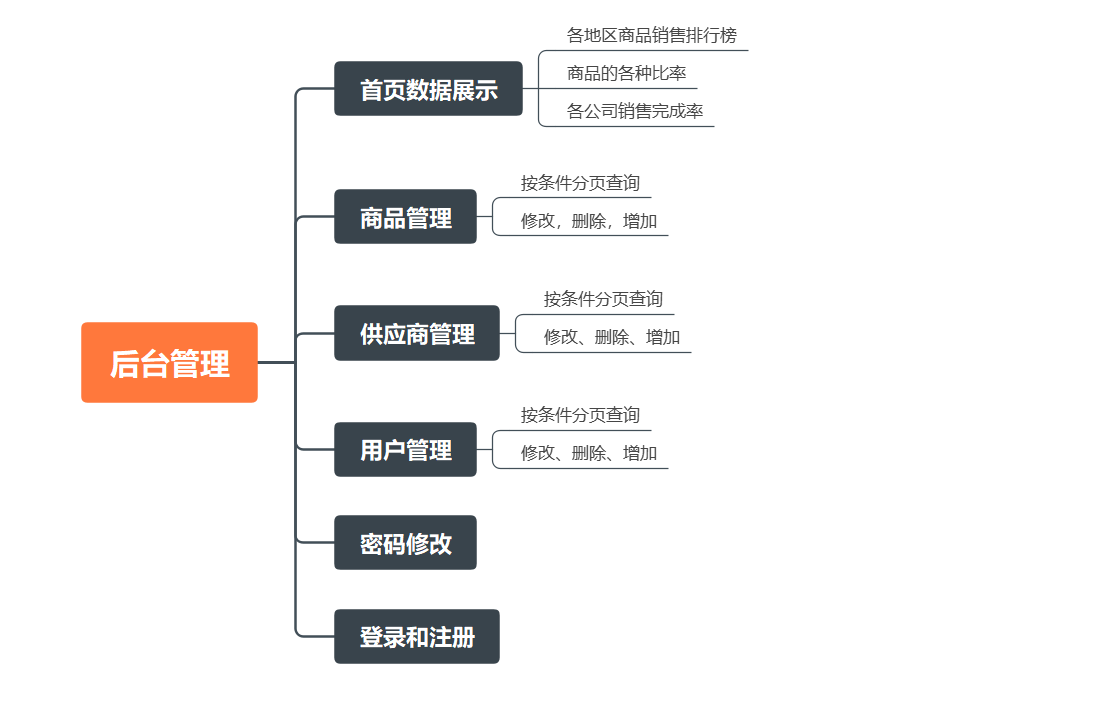 后台管理
首页数据展示
各地区商品销售排行榜
商品的各种比率
各公司销售完成率
商品管理
按条件分页查询
修改，删除，增加
供应商管理
按条件分页查询
修改、删除、增加
用户管理
按条件分页查询
修改、删除、增加
密码修改
登录和注册